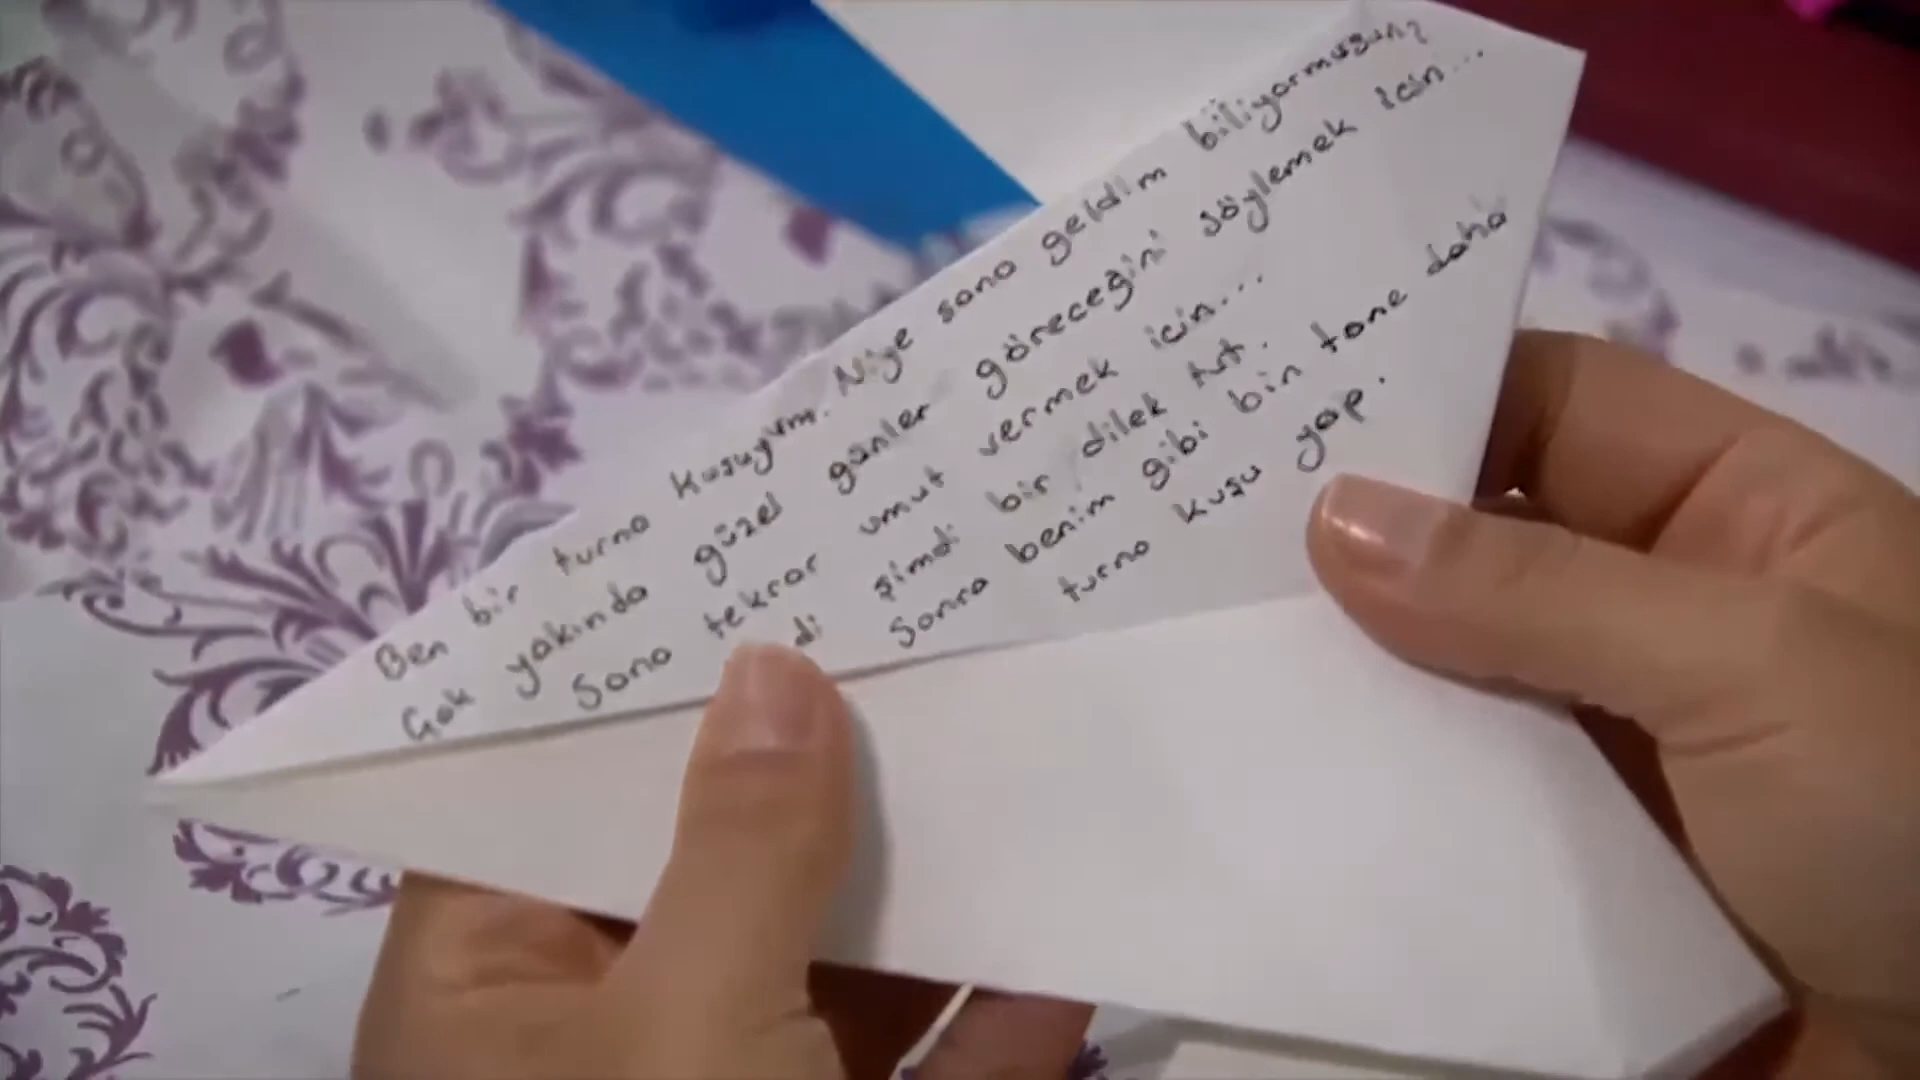 Ben bir turna kuşuyum. Niye sana geldim biliyormusun?
Çok yakında güzel günler göreceğini söylemek için...
Sana tekrar umut vermek için...
di şimdi bir dilek tut.
Sonra benim gibi bin tane daha
turna kuşu yap.